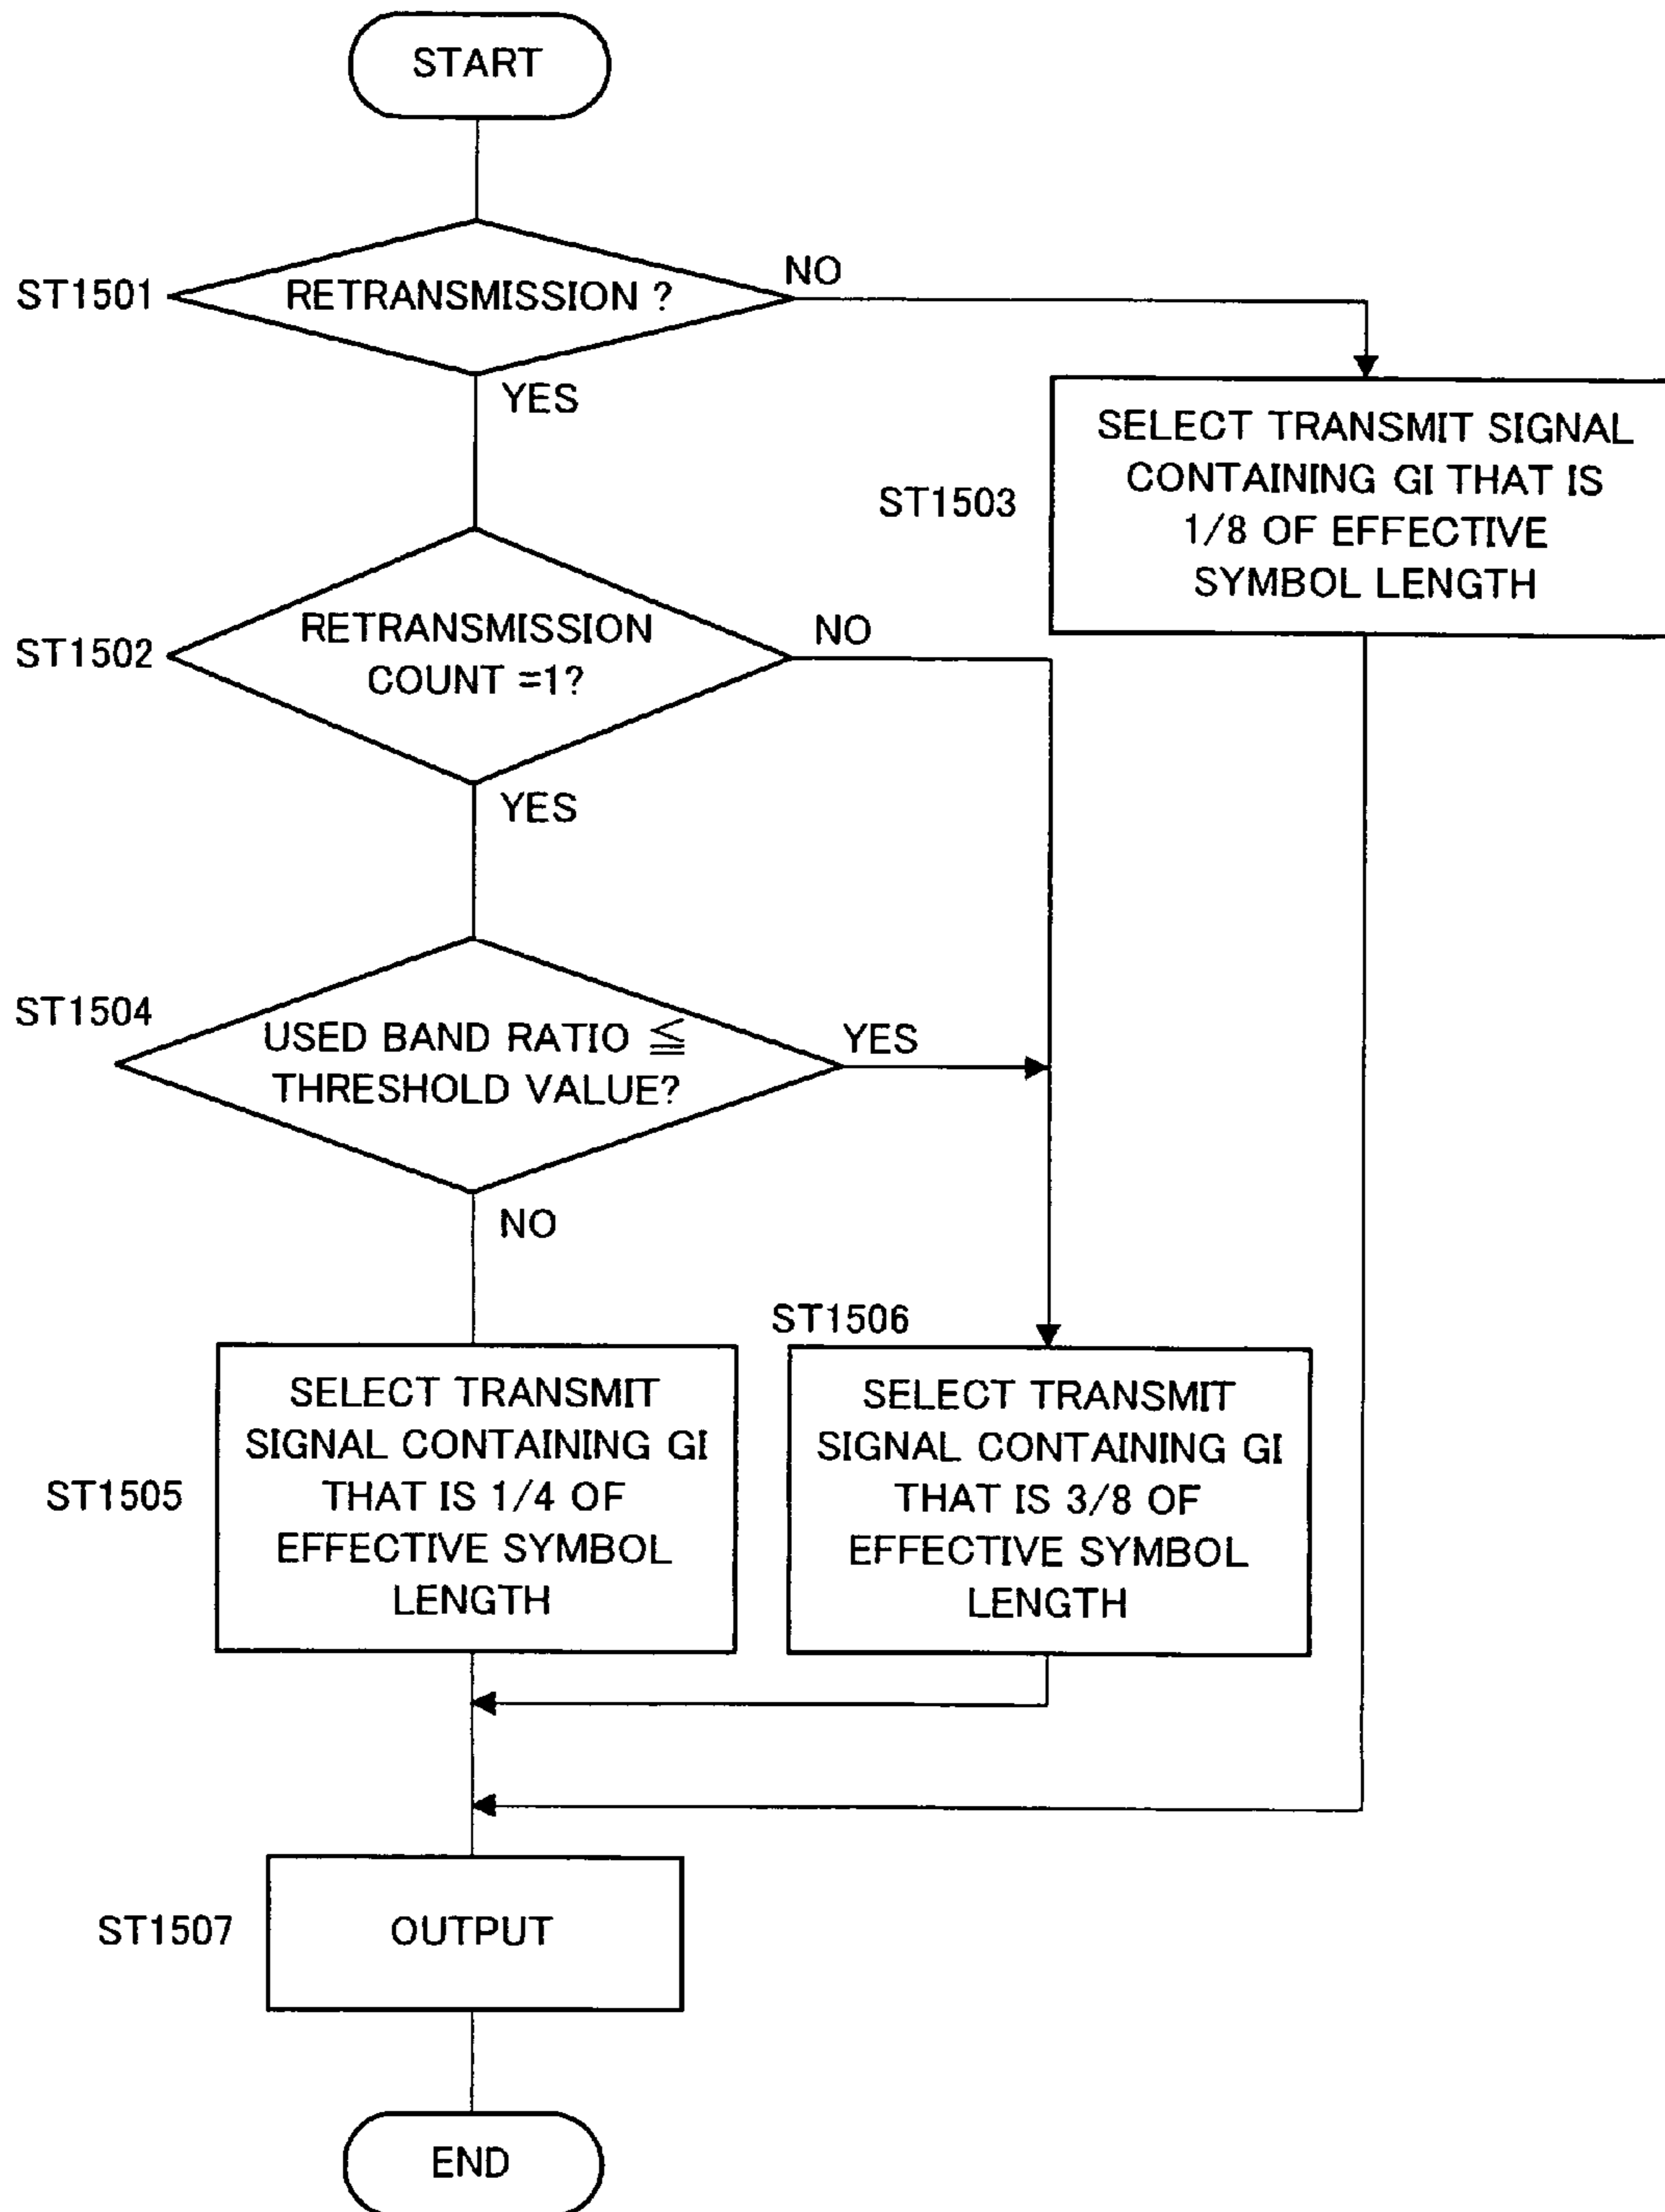 START
ST1501
RETRANSMISSION ?
NO
YES
ST1503
SELECT TRANSMIT SIGNAL
CONTAINING GI THAT IS
1/8 OF EFFECTIVE
SYMBOL LENGTH
ST1502
RETRANSMISSION
COUNT =1?
NO
YES
ST1504
USED BAND RATIO ≦
THRESHOLD VALUE?
YES
NO
ST1505
SELECT TRANSMIT
SIGNAL CONTAINING GI
THAT IS 1/4 OF
EFFECTIVE SYMBOL
LENGTH
ST1506
SELECT TRANSMIT
SIGNAL CONTAINING GI
THAT IS 3/8 OF
EFFECTIVE SYMBOL
LENGTH
ST1507
OUTPUT
END